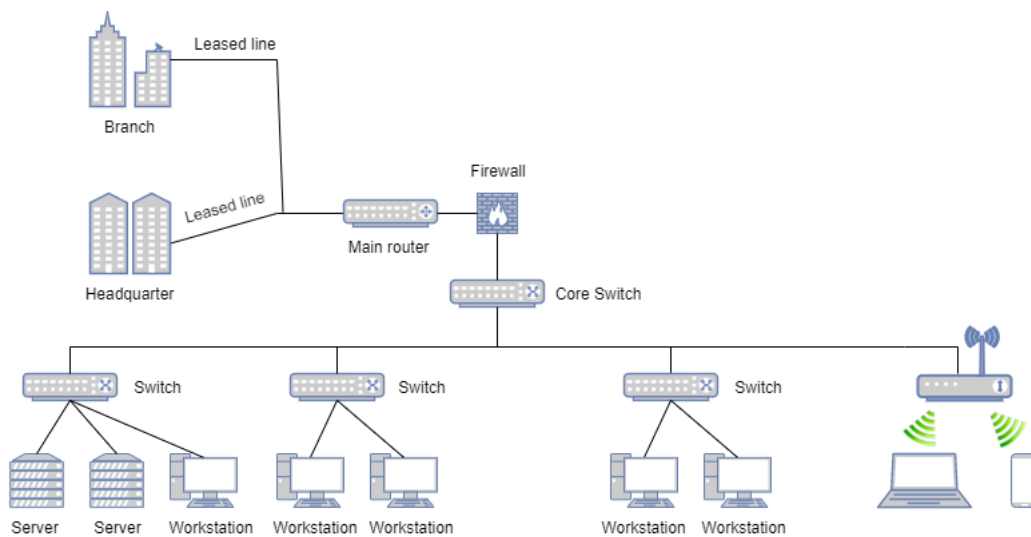 Leased line
Branch
Firewall
Leased line
Main router
Headquarter
Core Switch
Switch
Switch
Switch
Server
Server
Workstation
Workstation
Workstation
Workstation
Workstation